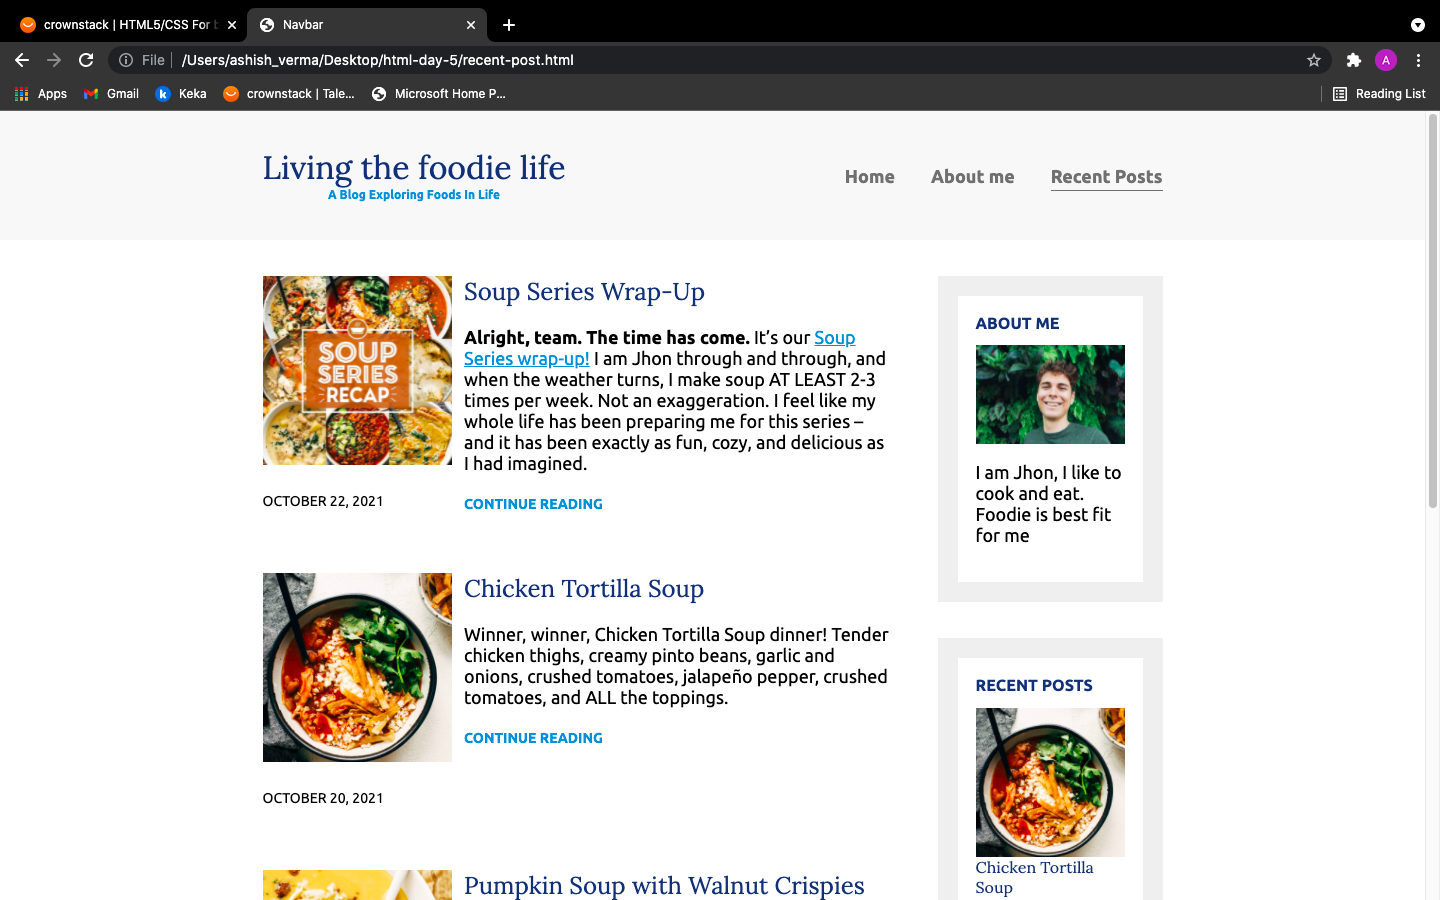 crownstack | HTML5/CSS For b
Navbar
File
/Users/ashish_verma/Desktop/html-day-5/recent-post.html
A
Apps
Gmail
k
Keka
crownstack | Tale...
Microsoft Home P...
Reading List
Living the foodie life
A Blog Exploring Foods In Life
Home
About me
Recent Posts
SOUP
SERIES
RECAP
OCTOBER 22, 2021
Soup Series Wrap-Up
Alright, team. The time has come. It’s our Soup
Series wrap-up! I am Jhon through and through, and
when the weather turns, I make soup AT LEAST 2-3
times per week. Not an exaggeration. I feel like my
whole life has been preparing me for this series –
and it has been exactly as fun, cozy, and delicious as
I had imagined.
CONTINUE READING
OCTOBER 20, 2021
Chicken Tortilla Soup
Winner, winner, Chicken Tortilla Soup dinner! Tender
chicken thighs, creamy pinto beans, garlic and
onions, crushed tomatoes, jalapeño pepper, crushed
tomatoes, and ALL the toppings.
CONTINUE READING
Pumpkin Soup with Walnut Crispies
ABOUT ME
I am Jhon, I like to
cook and eat.
Foodie is best fit
for me
RECENT POSTS
Chicken Tortilla
Soup